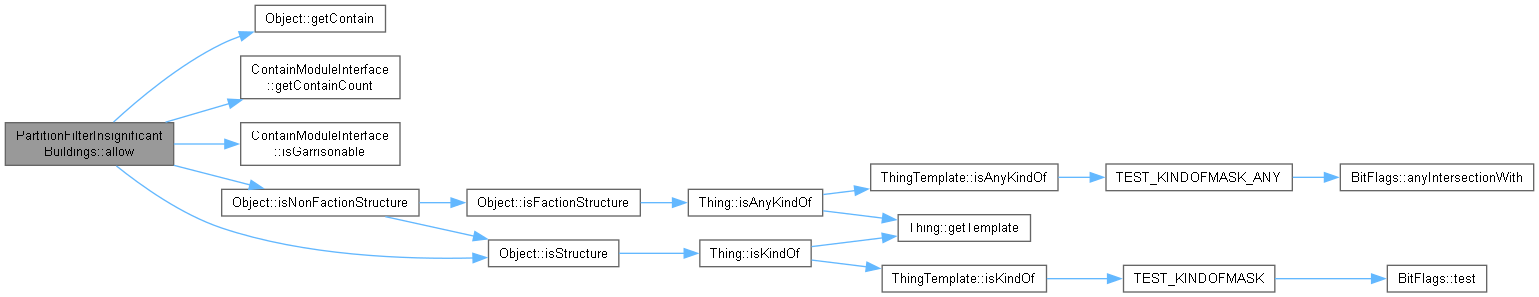 PartitionFilterInsignificant
Buildings::allow
Object::getContain
ContainModuleInterface
::getContainCount
ContainModuleInterface
::isGarrisonable
Object::isNonFactionStructure
Object::isFactionStructure
Object::isStructure
Thing::isAnyKindOf
Thing::isKindOf
ThingTemplate::isAnyKindOf
Thing::getTemplate
ThingTemplate::isKindOf
TEST_KINDOFMASK_ANY
TEST_KINDOFMASK
BitFlags::anyIntersectionWith
BitFlags::test